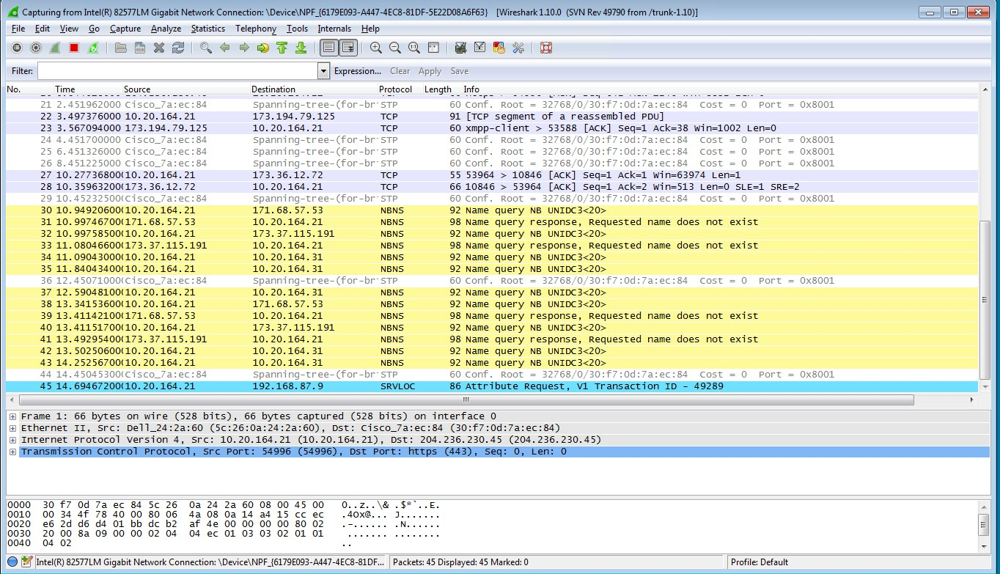 Capturing from Intel(R) 82577LM Gigabit Network Connection: \Device\NPF_{6179E093-A447-4EC8-81DF-5E22D08A6F63} [Wireshark 1.10.0 (SVN Rev 49790 from /trunk-1.10)]
File Edit View Go Capture Analyze Statistics Telephony Tools Internals Help
Filter: Expression... Clear Apply Save
No. Time Source Destination Protocol Length Info
21 2.451962000 Cisco_7a:ec:84 Spanning-tree-(for-br STP 60 Conf. Root = 32768/0/30:f7:0d:7a:ec:84 Cost = 0 Port = 0x8001
22 3.497376000 10.20.164.21 173.194.79.125 TCP 91 [TCP segment of a reassembled PDU]
23 3.567094000 173.194.79.125 10.20.164.21 TCP 60 xmpp-client > 53588 [ACK] Seq=1 Ack=38 Win=1002 Len=0
24 4.451700000 Cisco_7a:ec:84 Spanning-tree-(for-br STP 60 Conf. Root = 32768/0/30:f7:0d:7a:ec:84 Cost = 0 Port = 0x8001
25 6.451326000 Cisco_7a:ec:84 Spanning-tree-(for-br STP 60 Conf. Root = 32768/0/30:f7:0d:7a:ec:84 Cost = 0 Port = 0x8001
26 8.451225000 Cisco_7a:ec:84 Spanning-tree-(for-br STP 60 Conf. Root = 32768/0/30:f7:0d:7a:ec:84 Cost = 0 Port = 0x8001
27 10.277368000 10.20.164.21 173.36.12.72 TCP 55 53964 > 10846 [ACK] Seq=1 Ack=1 Win=63974 Len=1
28 10.359632000 173.36.12.72 10.20.164.21 TCP 66 10846 > 53964 [ACK] Seq=1 Ack=2 Win=513 Len=0 SLE=1 SRE=2
29 10.452325000 Cisco_7a:ec:84 Spanning-tree-(for-br STP 60 Conf. Root = 32768/0/30:f7:0d:7a:ec:84 Cost = 0 Port = 0x8001
30 10.949206000 10.20.164.21 171.68.57.53 NBNS 92 Name query NB UNIDC3<20>
31 10.997467000 171.68.57.53 10.20.164.21 NBNS 98 Name query response, Requested name does not exist
32 10.997585000 10.20.164.21 173.37.115.191 NBNS 92 Name query NB UNIDC3<20>
33 11.080466000 173.37.115.191 10.20.164.21 NBNS 98 Name query response, Requested name does not exist
34 11.090430000 10.20.164.21 10.20.164.31 NBNS 92 Name query NB UNIDC3<20>
35 11.840434000 10.20.164.21 10.20.164.31 NBNS 92 Name query NB UNIDC3<20>
36 12.450710000 Cisco_7a:ec:84 Spanning-tree-(for-br STP 60 Conf. Root = 32768/0/30:f7:0d:7a:ec:84 Cost = 0 Port = 0x8001
37 12.590481000 10.20.164.21 10.20.164.31 NBNS 92 Name query NB UNIDC3<20>
38 13.341536000 10.20.164.21 171.68.57.53 NBNS 92 Name query NB UNIDC3<20>
39 13.411421000 171.68.57.53 10.20.164.21 NBNS 98 Name query response, Requested name does not exist
40 13.411517000 10.20.164.21 173.37.115.191 NBNS 92 Name query NB UNIDC3<20>
41 13.492954000 173.37.115.191 10.20.164.21 NBNS 98 Name query response, Requested name does not exist
42 13.502506000 10.20.164.21 10.20.164.31 NBNS 92 Name query NB UNIDC3<20>
43 14.252567000 10.20.164.21 10.20.164.31 NBNS 92 Name query NB UNIDC3<20>
44 14.450453000 Cisco_7a:ec:84 Spanning-tree-(for-br STP 60 Conf. Root = 32768/0/30:f7:0d:7a:ec:84 Cost = 0 Port = 0x8001
45 14.694672000 10.20.164.21 192.168.87.9 SRVLOC 86 Attribute Request, V1 Transaction ID - 49289
Frame 1: 66 bytes on wire (528 bits), 66 bytes captured (528 bits) on interface 0
Ethernet II, Src: Dell_24:2a:60 (5c:26:0a:24:2a:60), Dst: Cisco_7a:ec:84 (30:f7:0d:7a:ec:84)
Internet Protocol Version 4, Src: 10.20.164.21 (10.20.164.21), Dst: 204.236.230.45 (204.236.230.45)
Transmission Control Protocol, Src Port: 54996 (54996), Dst Port: https (443), Seq: 0, Len: 0
0000 30 f7 0d 7a ec 84 5c 26 0a 24 2a 60 08 00 45 00 0..z..\& .$*`..E.
0010 00 34 4f 78 40 00 80 06 4a 08 0a 14 a4 15 cc ec .4Ox@... J.......
0020 e6 2d d6 d4 01 bb dc b2 af 4e 00 00 00 00 80 02 .-...... .N......
0030 20 00 8a 09 00 00 02 04 04 ec 01 03 03 02 01 01 ....... ........
0040 04 02 ..
Intel(R) 82577LM Gigabit Network Connection: \Device\NPF_{6179E093-A447-4EC8-81DF... Packets: 45 Displayed: 45 Marked: 0 Profile: Default